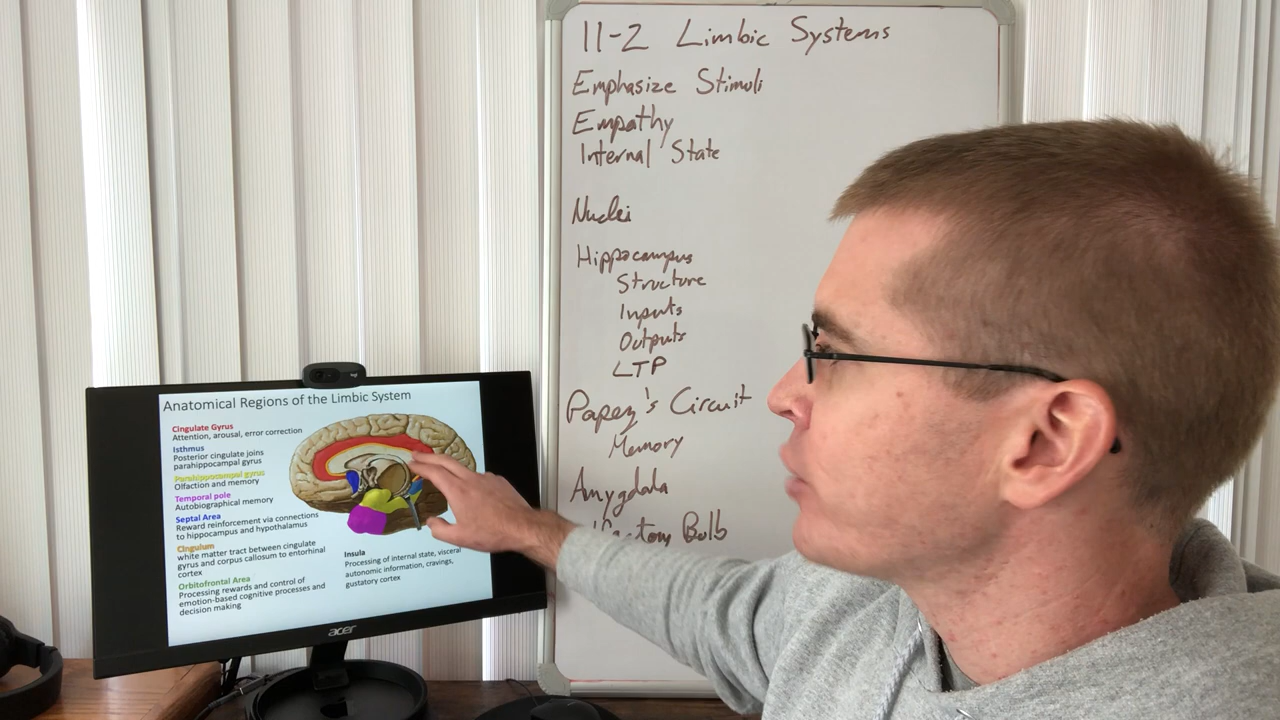 11-2 Limbic Systems
Emphasize Stimuli
Empathy
Internal State
Nuclei
Hippocampus
Structure
Inputs
Outputs
LTP
Papez's Circuit
Memory
Amygdala
Bulb
Anatomical Regions of the Limbic System
Cingulate Gyrus
Attention, arousal, error correction
Isthmus
Posterior cingulate joins
parahippocampal gyrus
Parahippocampal gyrus
Olfaction and memory
Temporal pole
Autobiographical memory
Septal Area
Reward reinforcement via connections
to hippocampus and hypothalamus
Cingulum
white matter tract between cingulate
gyrus and corpus callosum to entorhinal
cortex
Orbitofrontal Area
Processing rewards and control of
emotion-based cognitive processes and
decision making
Insula
Processing of internal state, visceral
autonomic information, cravings,
gustatory cortex
acer